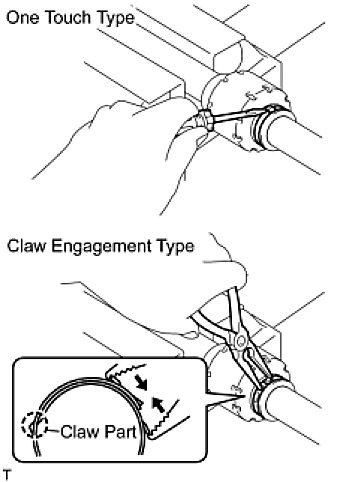 One Touch Type
Claw Engagement Type
Claw Part
T